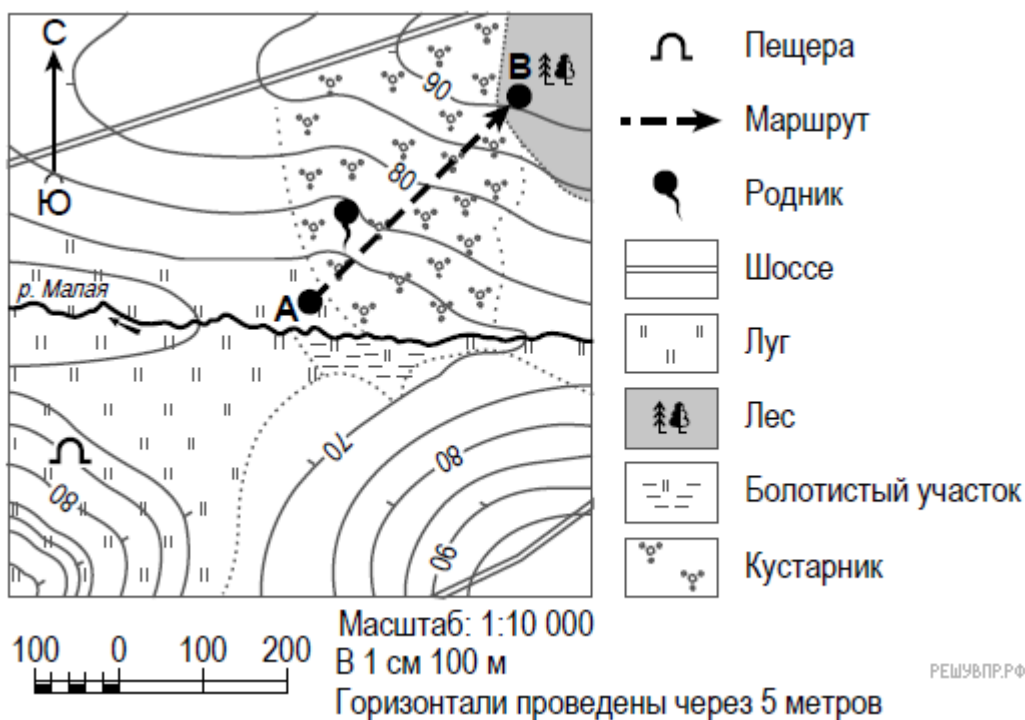 С
Ю
В
90
80
А
р. Малая
70
80
80
90
Пещера
Маршрут
Родник
Шоссе
Луг
Лес
Болотистый участок
Кустарник
100 0 100 200
Масштаб: 1:10 000
В 1 см 100 м
Горизонтали проведены через 5 метров
РЕШУВПР.РФ